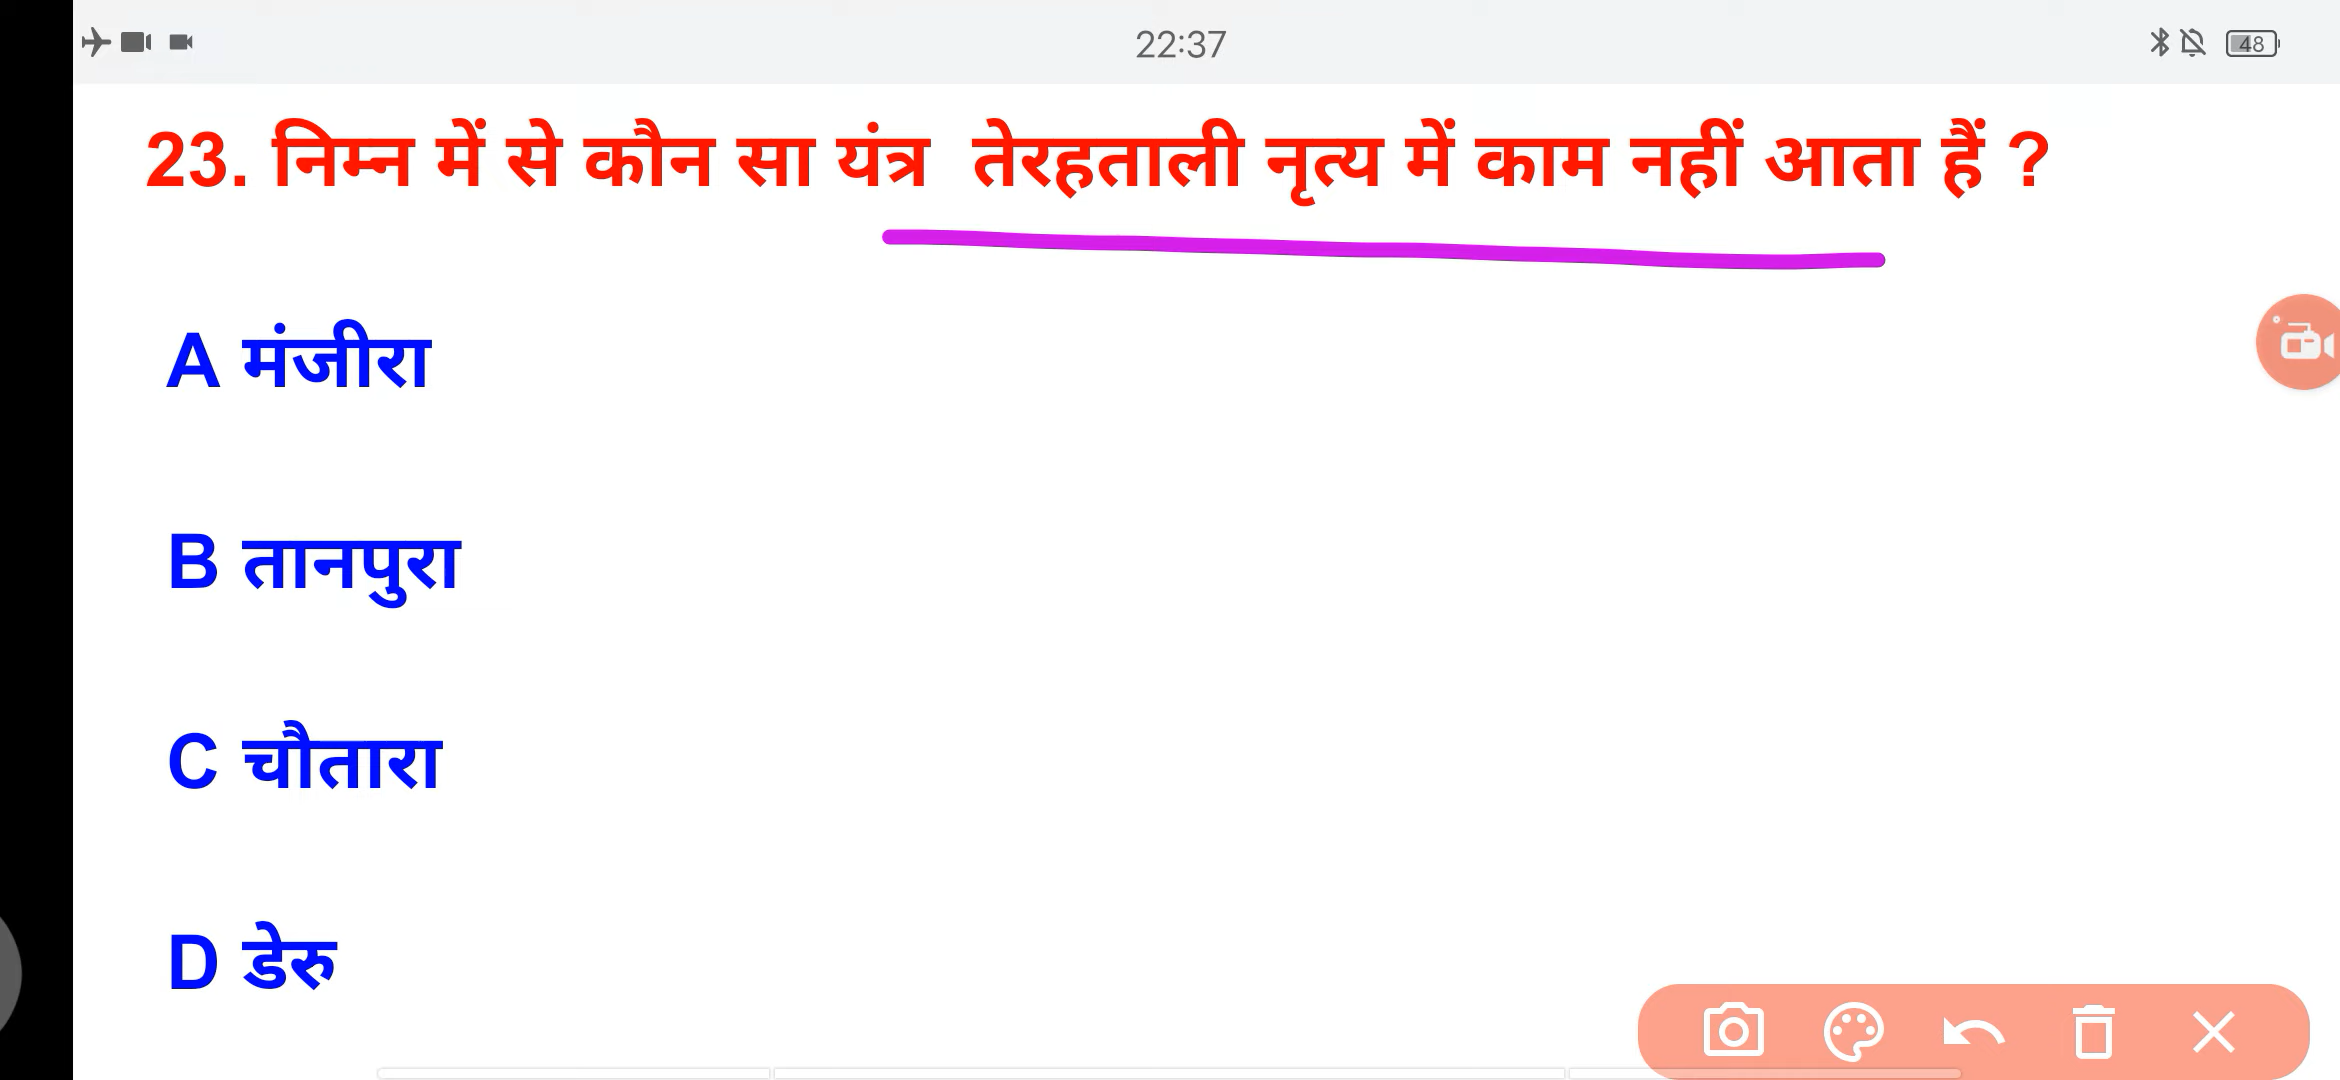 22:37
48
23. निम्न में से कौन सा यंत्र तेरहताली नृत्य में काम नहीं आता हैं ?
A मंजीरा
B तानपुरा
C चौतारा
D डेरु